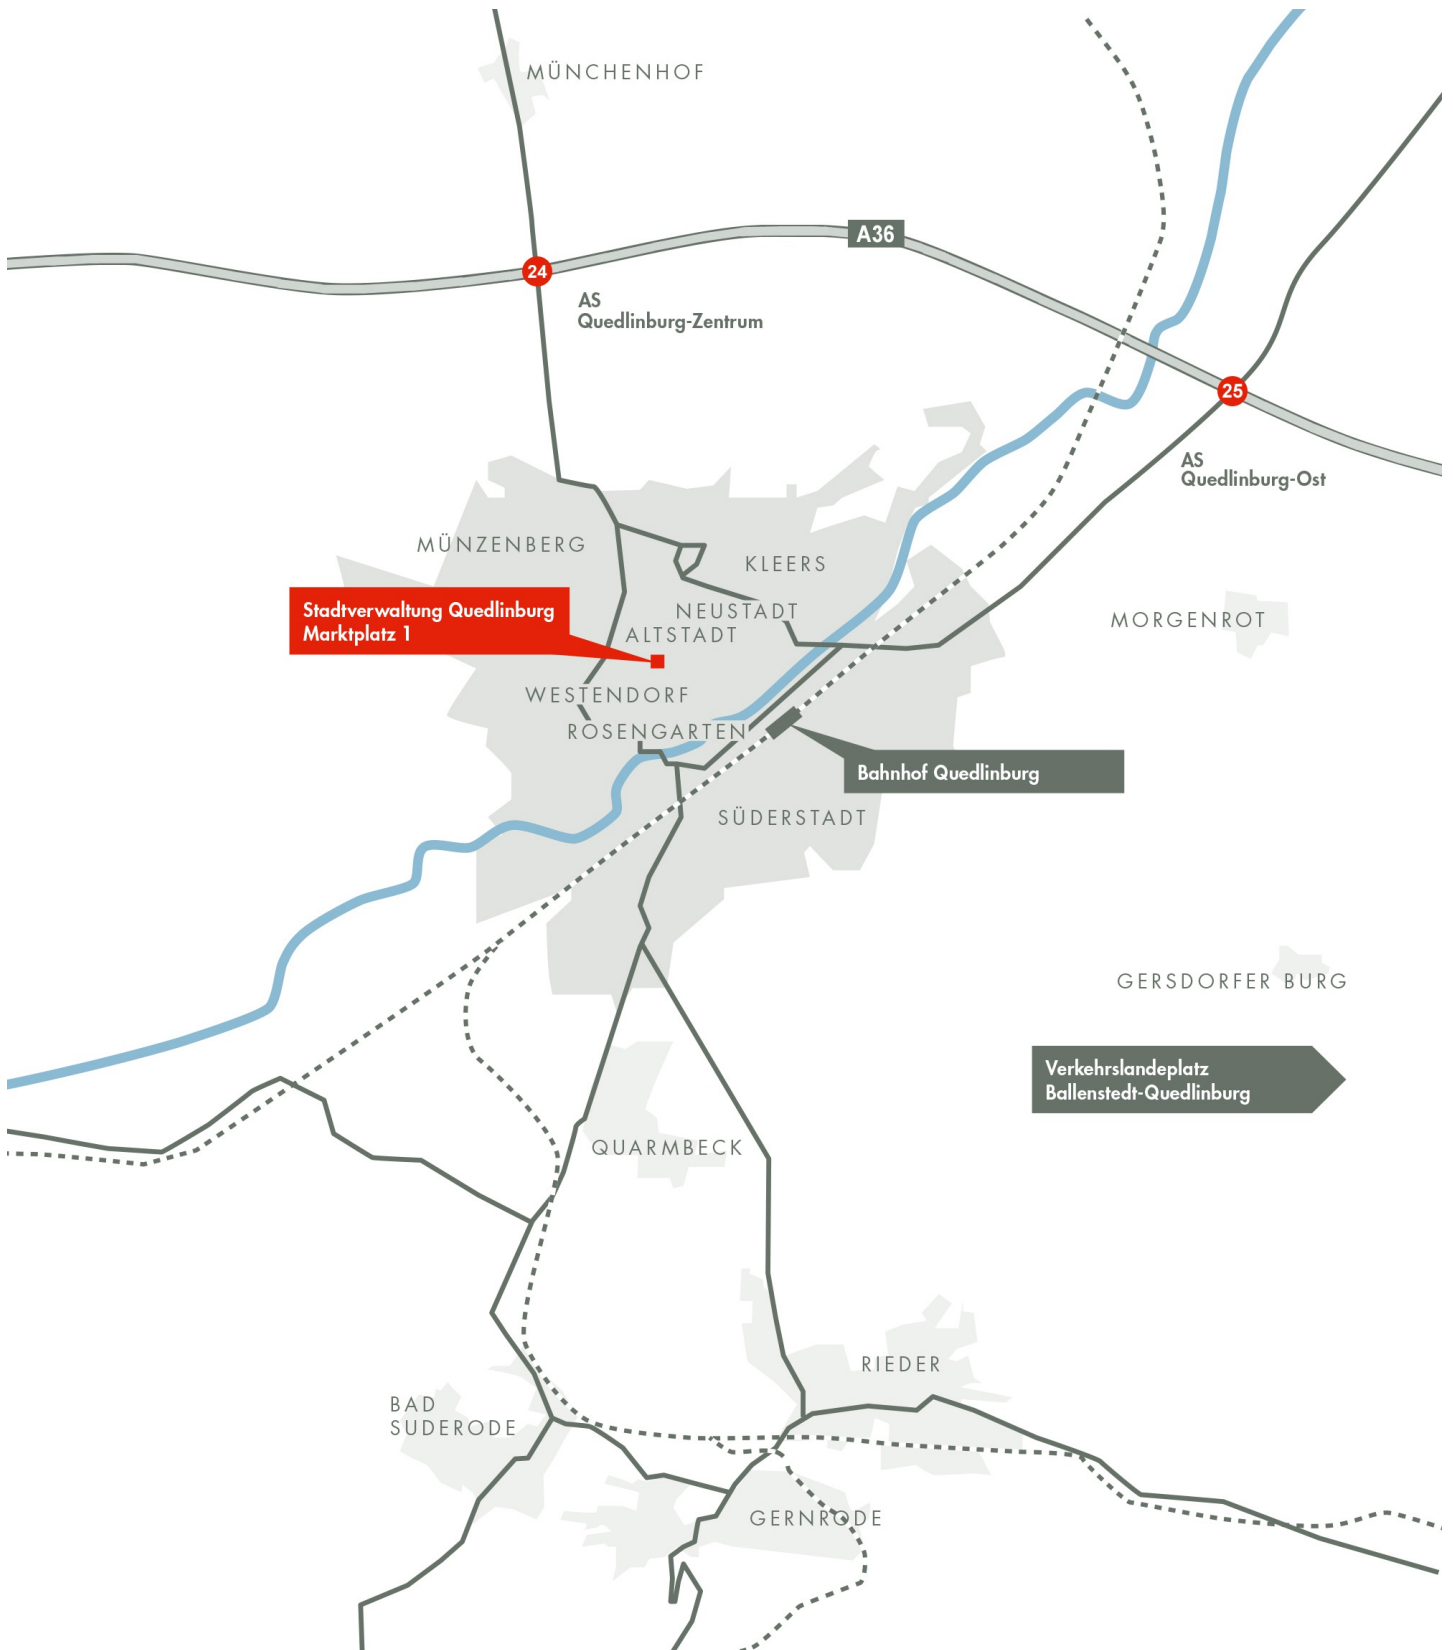 MÜNCHENHOF
A36
24
AS
Quedlinburg-Zentrum
25
AS
Quedlinburg-Ost
MÜNZENBERG
KLEERS
Stadtverwaltung Quedlinburg
Marktplatz 1
NEUSTADT
ALTSTADT
MORGENROT
WESTENDORF
ROSENGARTEN
Bahnhof Quedlinburg
SÜDERSTADT
GERSDORFER BURG
Verkehrslandeplatz
Ballenstedt-Quedlinburg
QUARMBECK
RIEDER
BAD
SUDERODE
GERNRODE